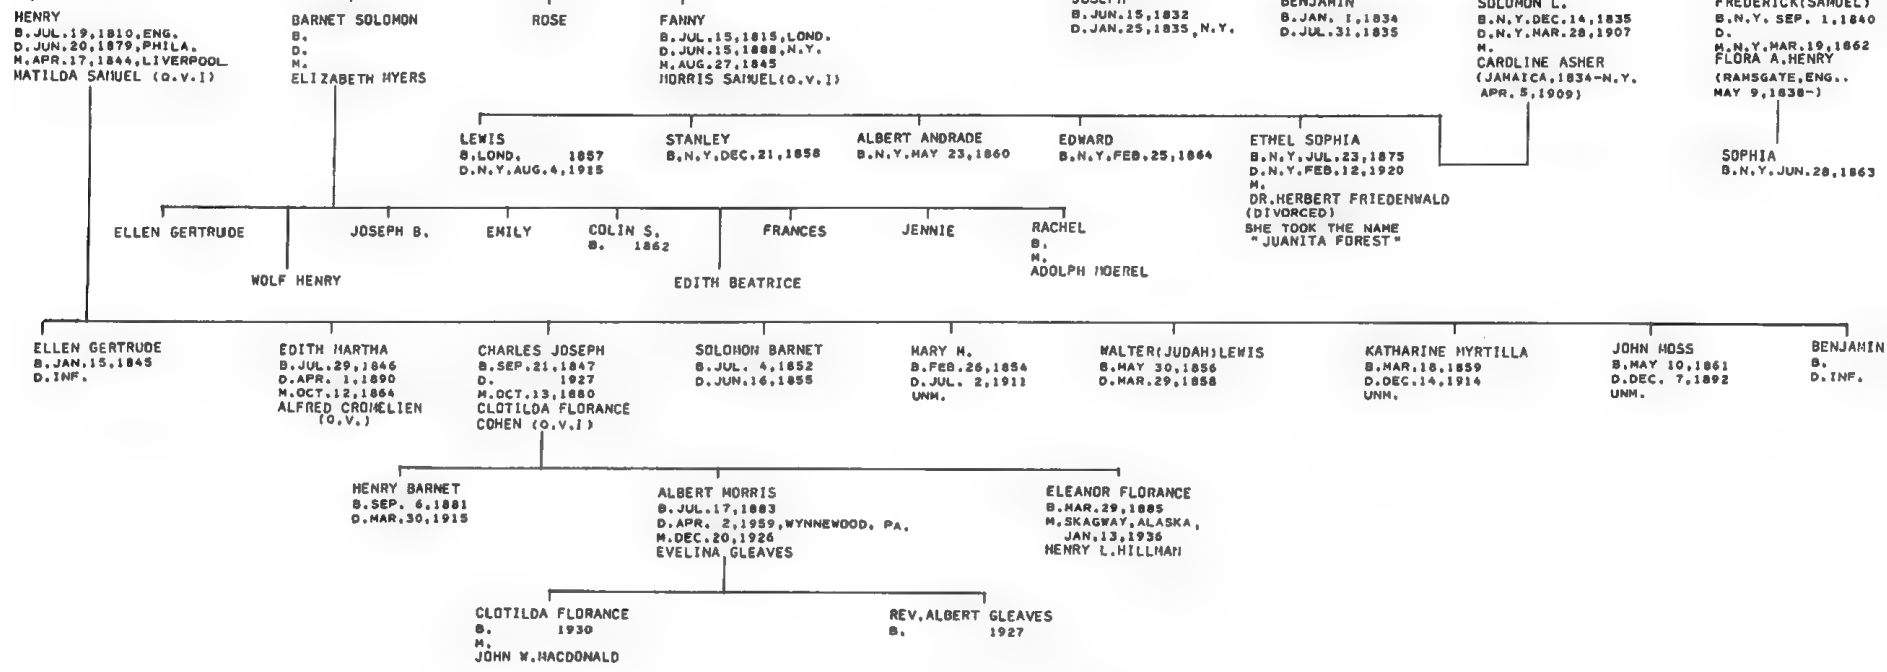 HENRY
B.JUL.19,1810,ENG.
D.JUN.20,1879,PHILA.
M.APR.17,1844,LIVERPOOL
MATILDA SAMUEL (Q.V.I)
BARNET SOLOMON
B.
D.
M.
ELIZABETH MYERS
ROSE
FANNY
B.JUL.15,1815,LOND.
D.JUN.15,1888,N.Y.
M.AUG.27,1845
MORRIS SAMUEL(Q.V.I)
JOSEPH
B.JUN.15,1832
D.JAN.25,1835,N.Y.
BENJAMIN
B.JAN. 1,1834
D.JUL.31,1835
SOLOMON L.
B.N.Y.DEC.14,1835
D.N.Y.MAR.28,1907
M.
CAROLINE ASHER
(JAMAICA,1834-N.Y.
APR.5,1909)
FREDERICK(SAMUEL)
B.N.Y. SEP. 1,1840
D.
M.N.Y.MAR.19,1862
FLORA A.HENRY
(RAMSGATE,ENG..
MAY 9,1838-)
LEWIS
B.LOND. 1857
D.N.Y.AUG.4,1915
STANLEY
B.N.Y.DEC.21,1858
ALBERT ANDRADE
B.N.Y.MAY 23,1860
EDWARD
B.N.Y.FEB.25,1864
ETHEL SOPHIA
B.N.Y.JUL.23,1875
D.N.Y.FEB.12,1920
M.
DR.HERBERT FRIEDENWALD
(DIVORCED)
SHE TOOK THE NAME
"JUANITA FOREST"
SOPHIA
B.N.Y.JUN.28,1863
ELLEN GERTRUDE
WOLF HENRY
JOSEPH B.
EMILY
COLIN S.
B. 1862
EDITH BEATRICE
FRANCES
JENNIE
RACHEL
B.
M.
ADOLPH MOEREL
ELLEN GERTRUDE
B.JAN.15,1845
D.INF.
EDITH MARTHA
B.JUL.29,1846
D.APR. 1,1890
M.OCT.12,1864
ALFRED CROMELIEN
(Q.V.)
CHARLES JOSEPH
B.SEP.21,1847
D. 1927
M.OCT.13,1880
CLOTILDA FLORANCE
COHEN (Q.V.I)
SOLOMON BARNET
B.JUL. 4,1852
D.JUN.16,1855
MARY M.
B.FEB.26,1854
D.JUL. 2,1911
UNM.
WALTER(JUDAH)LEWIS
B.MAY 30,1856
D.MAR.29,1858
KATHARINE MYRTILLA
B.MAR.18,1859
D.DEC.14,1914
UNM.
JOHN MOSS
B.MAY 10,1861
D.DEC. 7,1892
UNM.
BENJAMIN
B.
D.INF.
HENRY BARNET
B.SEP. 6,1881
D.MAR.30,1915
ALBERT MORRIS
B.JUL.17,1883
D.APR. 2,1959,WYNNEWOOD, PA.
M.DEC.20,1926
EVELINA GLEAVES
ELEANOR FLORANCE
B.MAR.29,1885
M.SKAGWAY,ALASKA,
JAN.13,1936
HENRY L.HILLMAN
CLOTILDA FLORANCE
B. 1930
M.
JOHN W.MACDONALD
REV.ALBERT GLEAVES
B. 1927